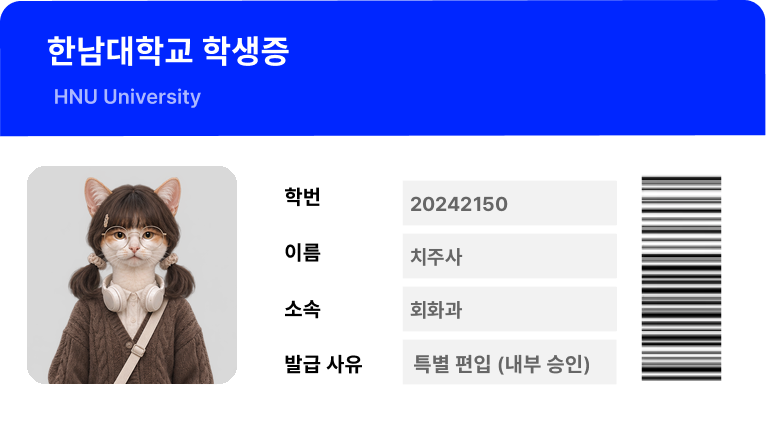 한남대학교 학생증
HNU University
학번 20242150
이름 치주사
소속 회화과
발급 사유 특별 편입 (내부 승인)